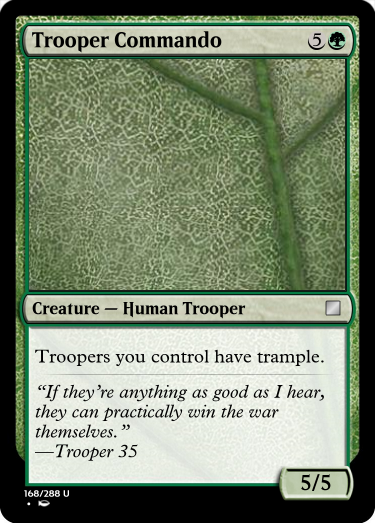 Trooper Commando 5
Creature — Human Trooper
Troopers you control have trample.
“If they’re anything as good as I hear,
they can practically win the war
themselves.”
—Trooper 35
5/5
168/288 U